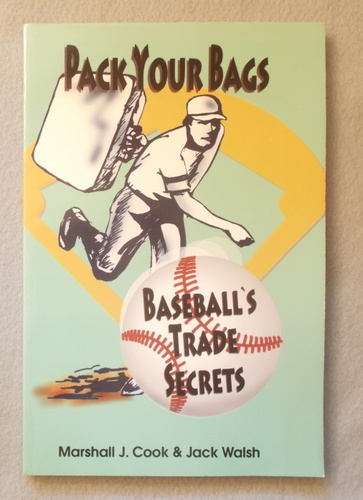 PACK YOUR BAGS
BASEBALL'S
TRADE
SECRETS
Marshall J. Cook & Jack Walsh